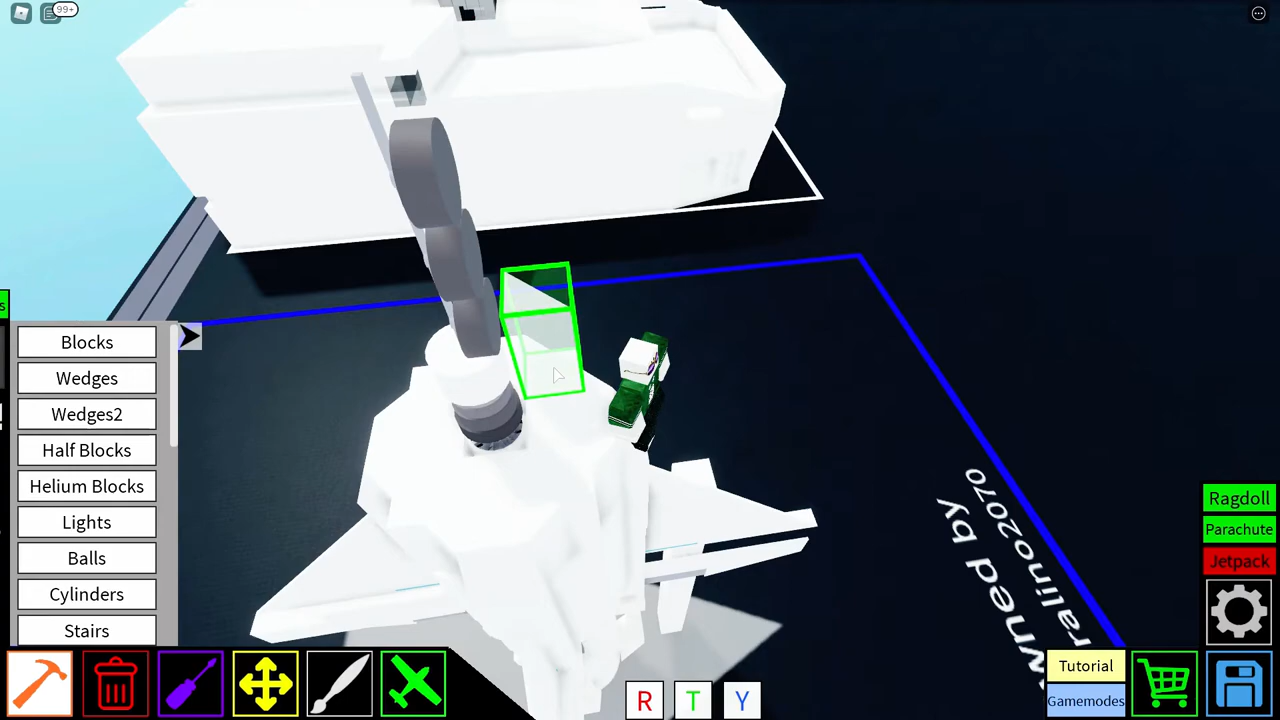 99+
s
Blocks
Wedges
Wedges2
Half Blocks
Helium Blocks
Lights
Balls
Cylinders
Stairs
Ragdoll
Parachute
Jetpack
Tutorial
Gamemodes
R
T
Y
wned by
ralino2070